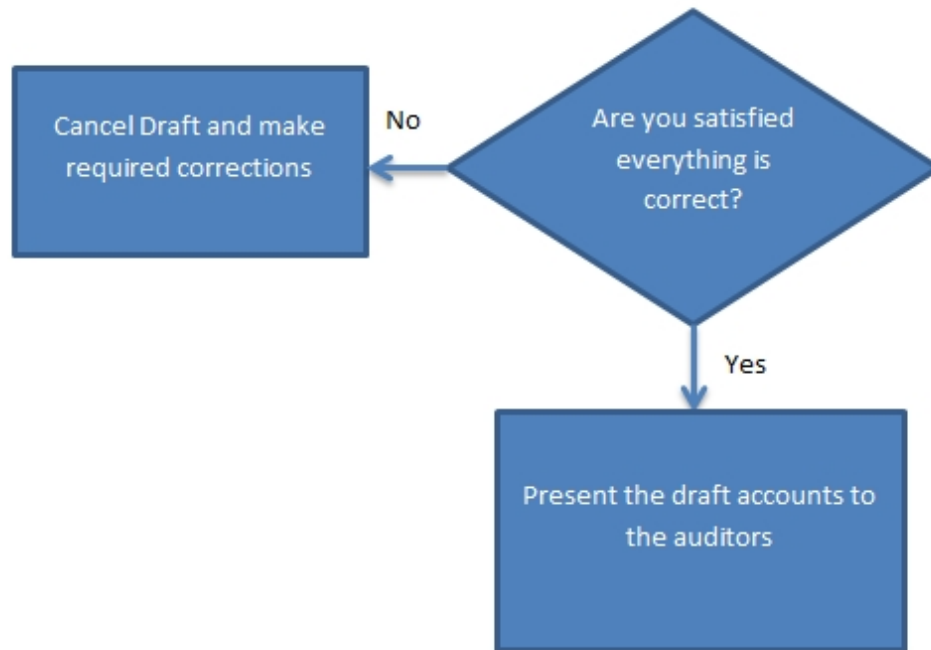 Cancel Draft and make
required corrections
No
Are you satisfied
everything is
correct?
Yes
Present the draft accounts to
the auditors